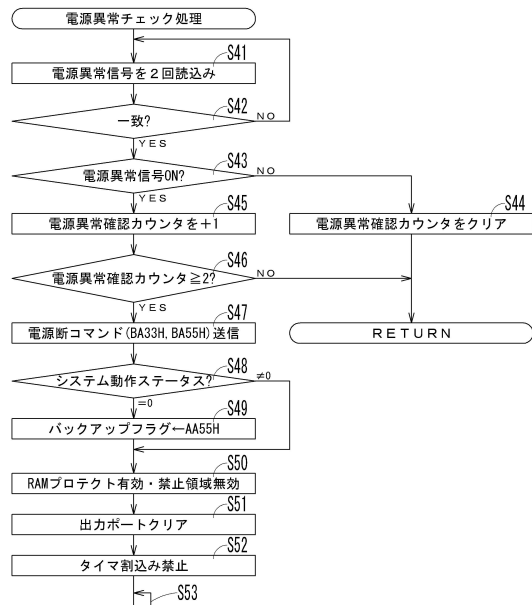 電源異常チェック処理
S41
電源異常信号を2回読込み
S42
一致?
NO
YES
S43
電源異常信号ON?
NO
YES
S44
電源異常確認カウンタをクリア
S45
電源異常確認カウンタを+1
S46
電源異常確認カウンタ≧2?
NO
YES
S47
電源断コマンド(BA33H, BA55H)送信
RETURN
S48
システム動作ステータス?
≠0
=0
S49
バックアップフラグ←AA55H
S50
RAMプロテクト有効・禁止領域無効
S51
出力ポートクリア
S52
タイマ割込み禁止
S53